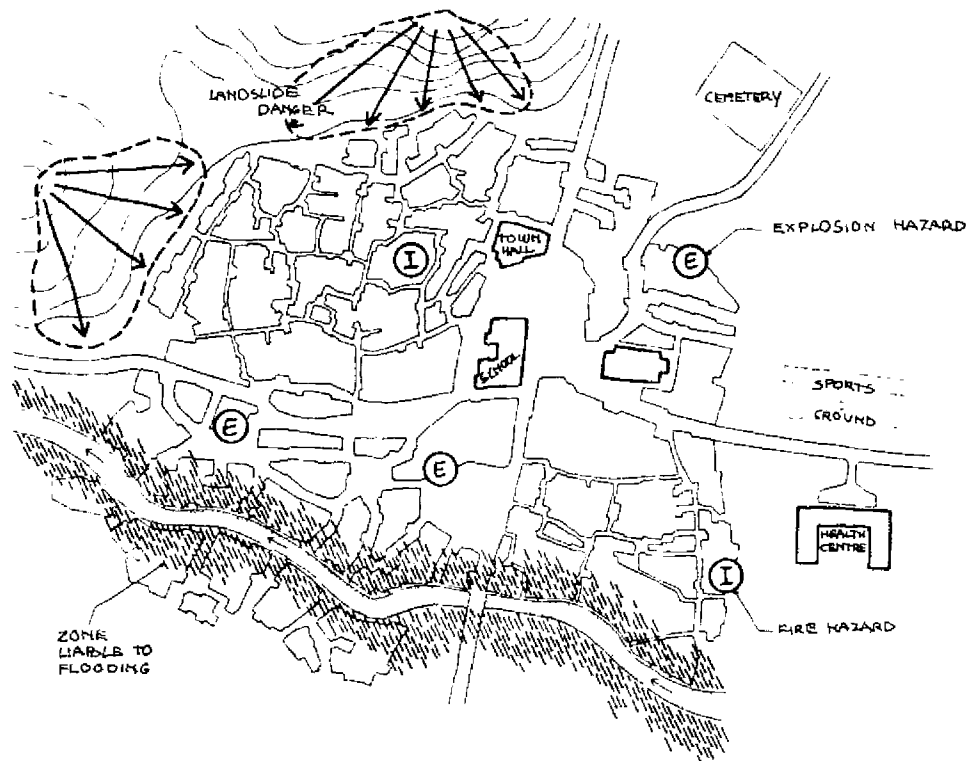 LANDSLIDE
DANGER
CEMETERY
EXPLOSION HAZARD
E
TOWN
HALL
I
SCHOOL
SPORTS
GROUND
E
E
HEALTH
CENTRE
I
FIRE HAZARD
ZONE
LIABLE TO
FLOODING